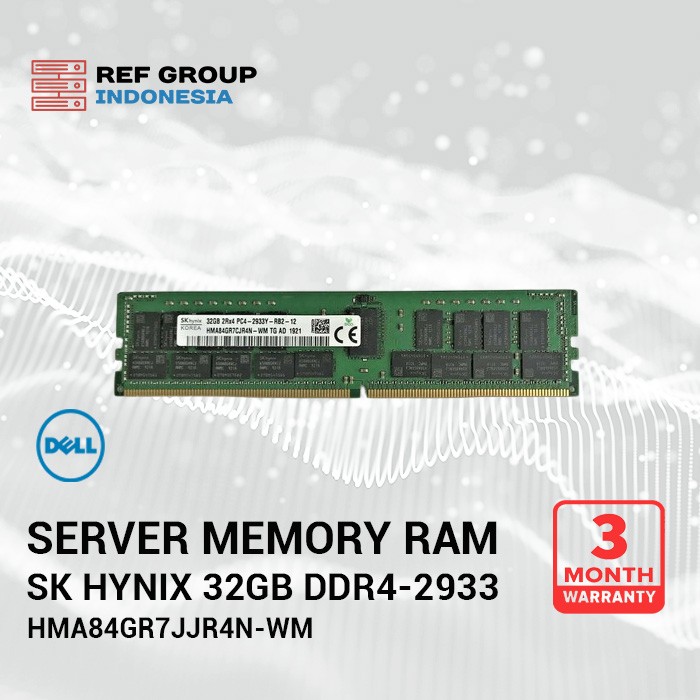 REF GROUP
INDONESIA
SK hynix
KOREA
32GB 2Rx4 PC4-2933Y-RB2-12
HMA84GR7CJR4N-WM TG AD 1921
DELL
SERVER MEMORY RAM
SK HYNIX 32GB DDR4-2933
HMA84GR7JJR4N-WM
3
MONTH
WARRANTY